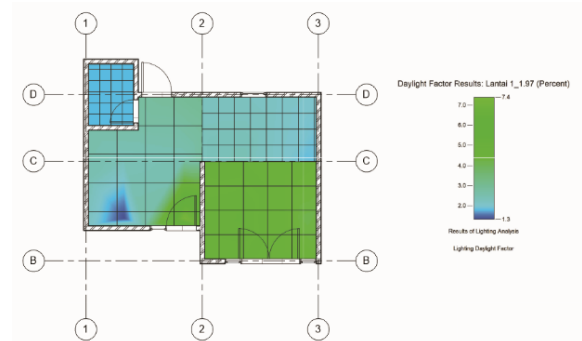 1 2 3
Daylight Factor Results: Lantai 1_1.97 (Percent)
D D
7.4
7.0
6.0
5.0
4.0
3.0
2.0
1.3
C C
Results of Lighting Analysis
Lighting Daylight Factor
B B
1 2 3